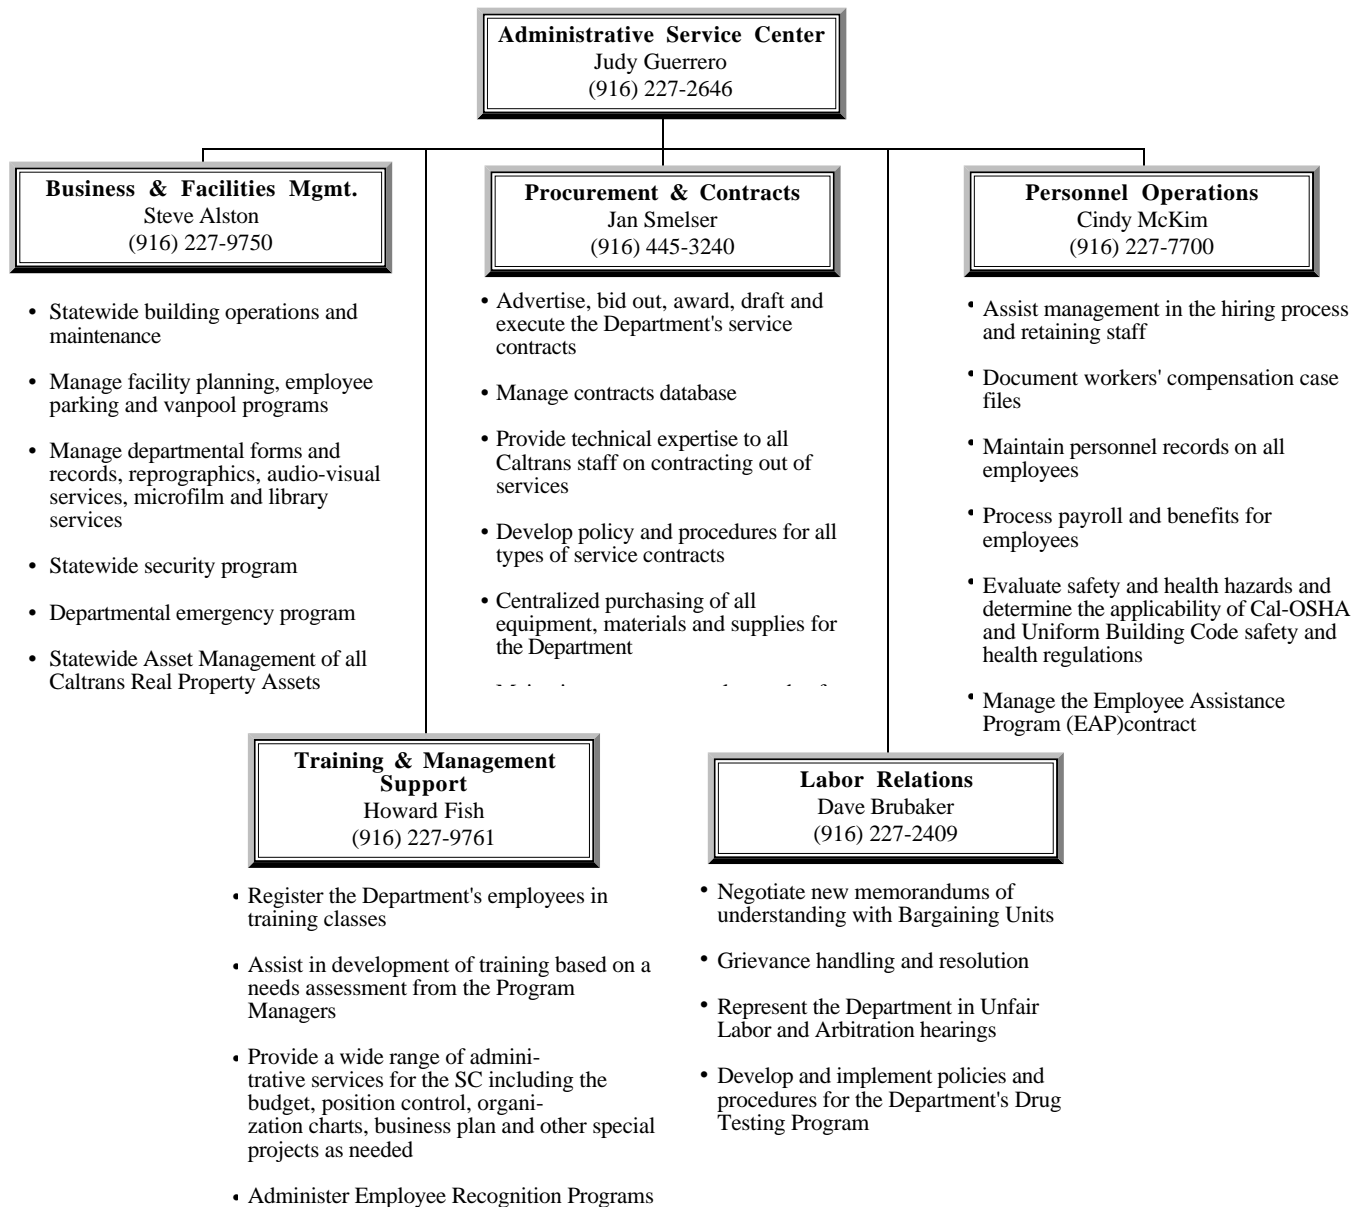 Administrative Service Center
Judy Guerrero
(916) 227-2646
Business & Facilities Mgmt.
Steve Alston
(916) 227-9750
• Statewide building operations and
maintenance
• Manage facility planning, employee
parking and vanpool programs
• Manage departmental forms and
records, reprographics, audio-visual
services, microfilm and library
services
• Statewide security program
• Departmental emergency program
• Statewide Asset Management of all
Caltrans Real Property Assets
Procurement & Contracts
Jan Smelser
(916) 445-3240
• Advertise, bid out, award, draft and
execute the Department's service
contracts
• Manage contracts database
• Provide technical expertise to all
Caltrans staff on contracting out of
services
• Develop policy and procedures for all
types of service contracts
• Centralized purchasing of all
equipment, materials and supplies for
the Department
Personnel Operations
Cindy McKim
(916) 227-7700
• Assist management in the hiring process
and retaining staff
• Document workers' compensation case
files
• Maintain personnel records on all
employees
• Process payroll and benefits for
employees
• Evaluate safety and health hazards and
determine the applicability of Cal-OSHA
and Uniform Building Code safety and
health regulations
• Manage the Employee Assistance
Program (EAP)contract
Training & Management
Support
Howard Fish
(916) 227-9761
• Register the Department's employees in
training classes
• Assist in development of training based on a
needs assessment from the Program
Managers
• Provide a wide range of admini-
trative services for the SC including the
budget, position control, organi-
zation charts, business plan and other special
projects as needed
• Administer Employee Recognition Programs
Labor Relations
Dave Brubaker
(916) 227-2409
• Negotiate new memorandums of
understanding with Bargaining Units
• Grievance handling and resolution
• Represent the Department in Unfair
Labor and Arbitration hearings
• Develop and implement policies and
procedures for the Department's Drug
Testing Program